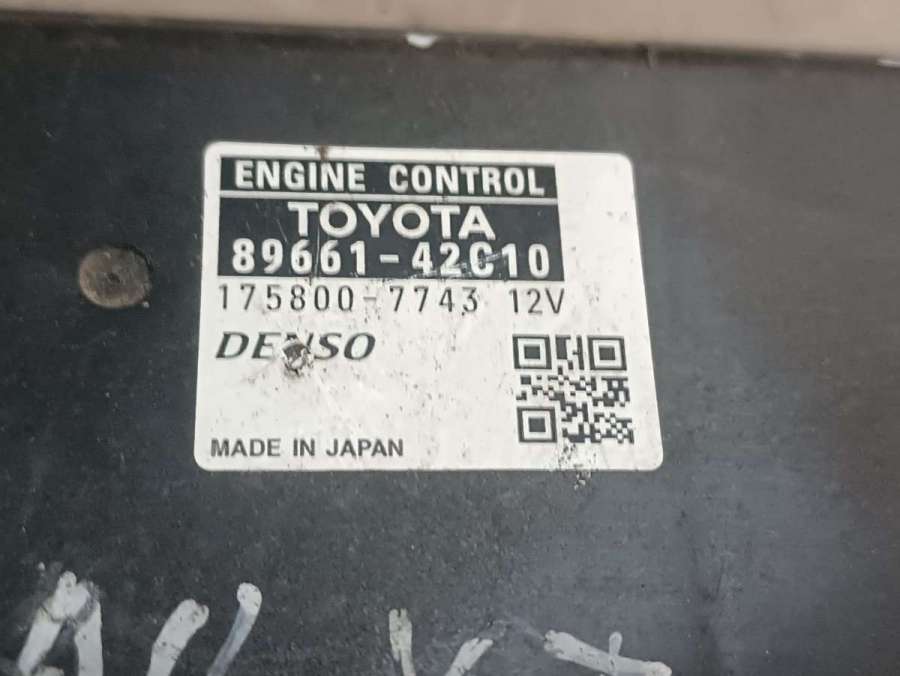 ENGINE CONTROL
TOYOTA
89661-42C10
175800-7743 12V
DENSO
MADE IN JAPAN